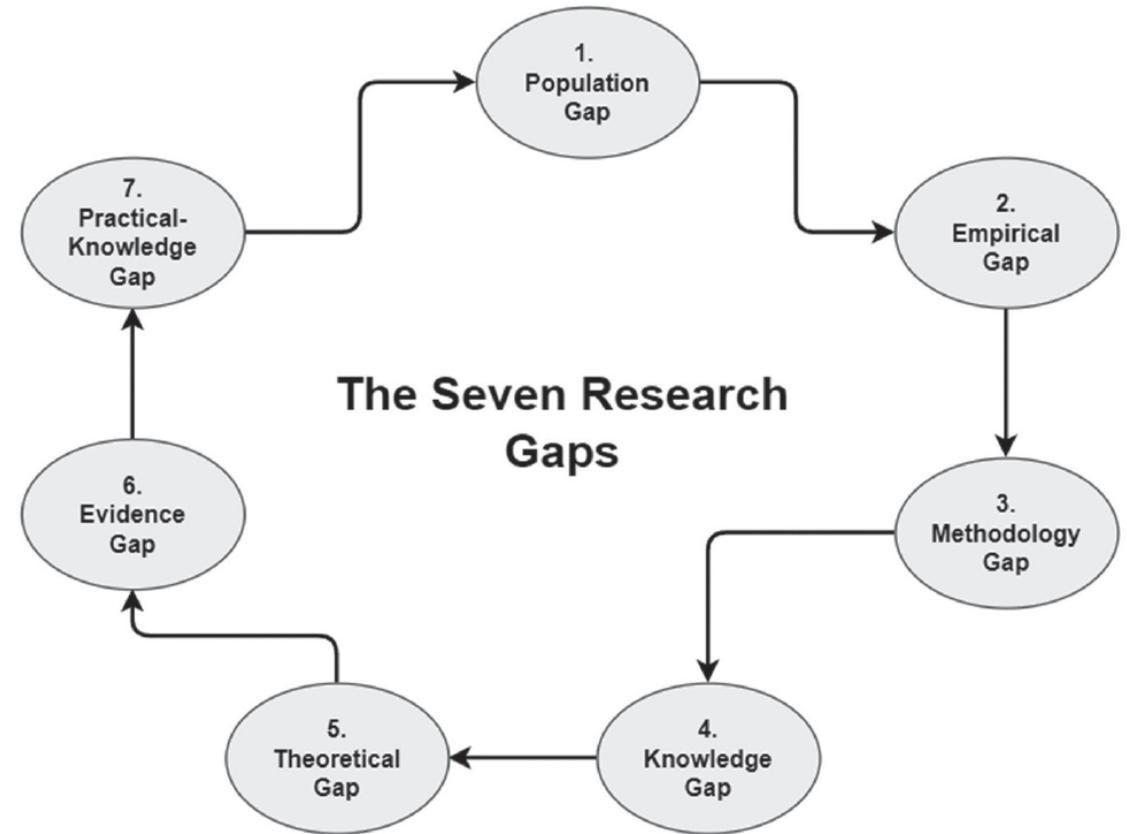 1.
Population
Gap
2.
Empirical
Gap
3.
Methodology
Gap
4.
Knowledge
Gap
5.
Theoretical
Gap
6.
Evidence
Gap
7.
Practical-
Knowledge
Gap
The Seven Research
Gaps